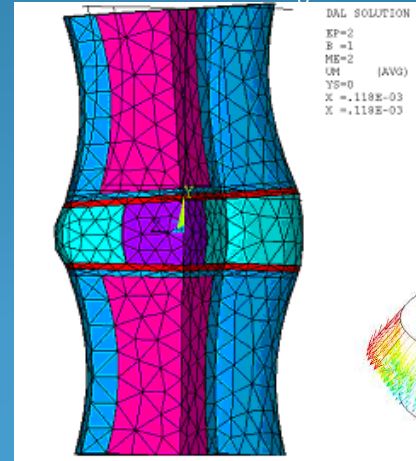 DAL SOLUTION
EP=2
B =1
ME=2
UM (AVG)
YS=0
X =.118E-03
X =.118E-03
Y